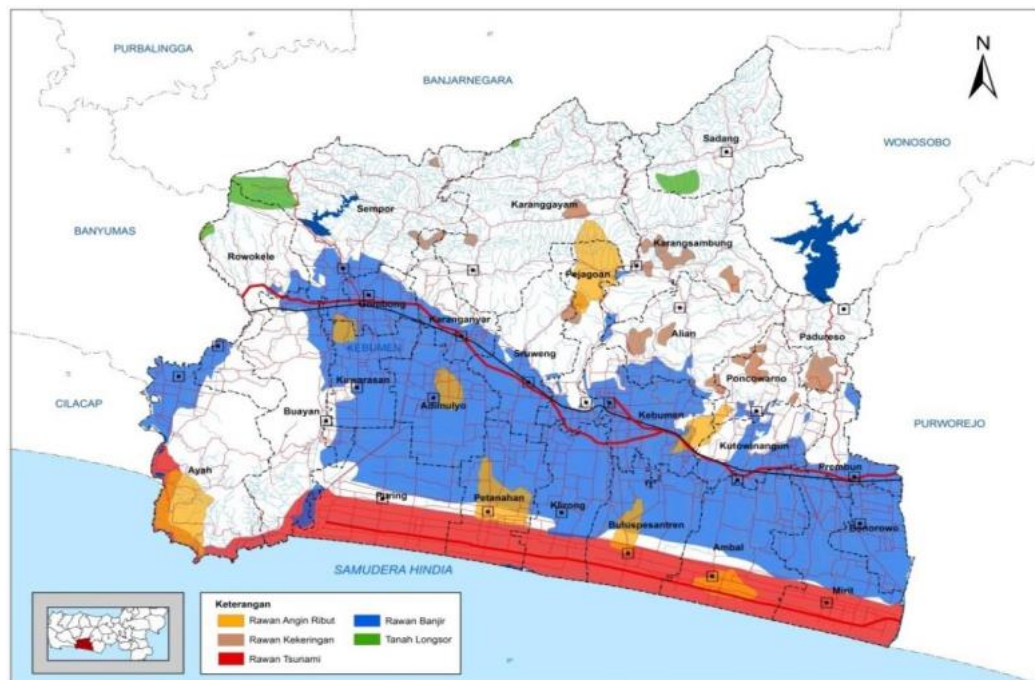 PURBALINGGA
BANJARNEGARA
N
WONOSOBO
Sadang
Sempor
Karanggayam
BANYUMAS
Rowokele
Karangsambung
Pejagoan
Gombong
Karanganyar
Alian
Padureso
KEBUMEN
Sruweng
Poncowarno
Kuwarasan
Adimulyo
CILACAP
Buayan
Kebumen
Kutowinangun
PURWOREJO
Ayah
Prembun
Puring
Petanahan
Klirong
Bonorowo
Buluspesantren
Ambal
SAMUDERA HINDIA
Mirit
Keterangan
Rawan Angin Ribut
Rawan Banjir
Rawan Kekeringan
Tanah Longsor
Rawan Tsunami